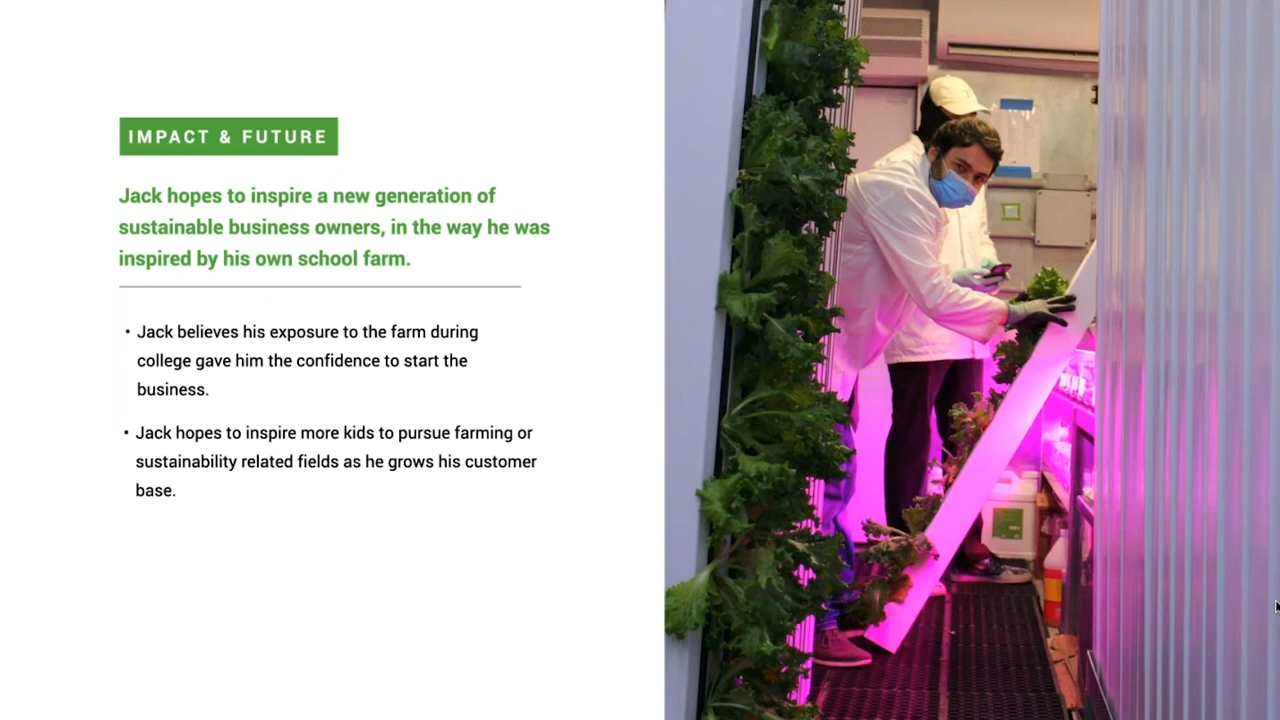 IMPACT & FUTURE
Jack hopes to inspire a new generation of
sustainable business owners, in the way he was
inspired by his own school farm.
• Jack believes his exposure to the farm during
college gave him the confidence to start the
business.
• Jack hopes to inspire more kids to pursue farming or
sustainability related fields as he grows his customer
base.